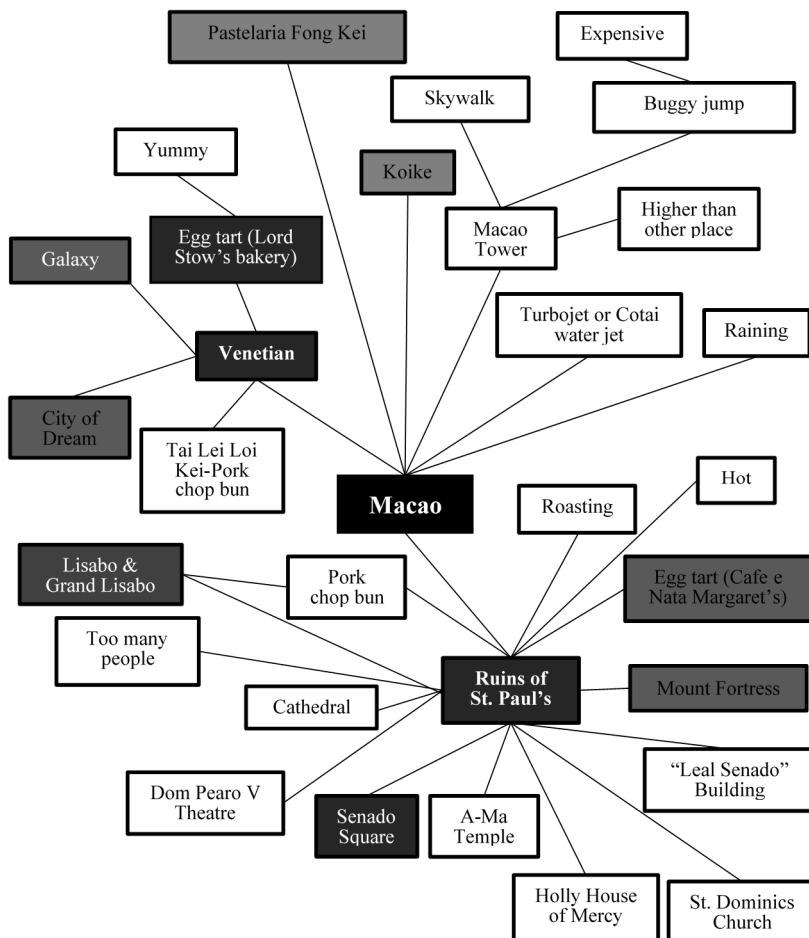 Pastelaria Fong Kei
Expensive
Skywalk
Buggy jump
Yummy
Koike
Higher than
other place
Egg tart (Lord
Stow's bakery)
Macao
Tower
Galaxy
Turbojet or Cotai
water jet
Raining
Venetian
City of
Dream
Tai Lei Loi
Kei-Pork
chop bun
Macao
Hot
Roasting
Lisabo &
Grand Lisabo
Pork
chop bun
Egg tart (Cafe e
Nata Margaret's)
Too many
people
Ruins of
St. Paul's
Mount Fortress
Cathedral
"Leal Senado"
Building
Dom Pearo V
Theatre
Senado
Square
A-Ma
Temple
Holly House
of Mercy
St. Dominics
Church